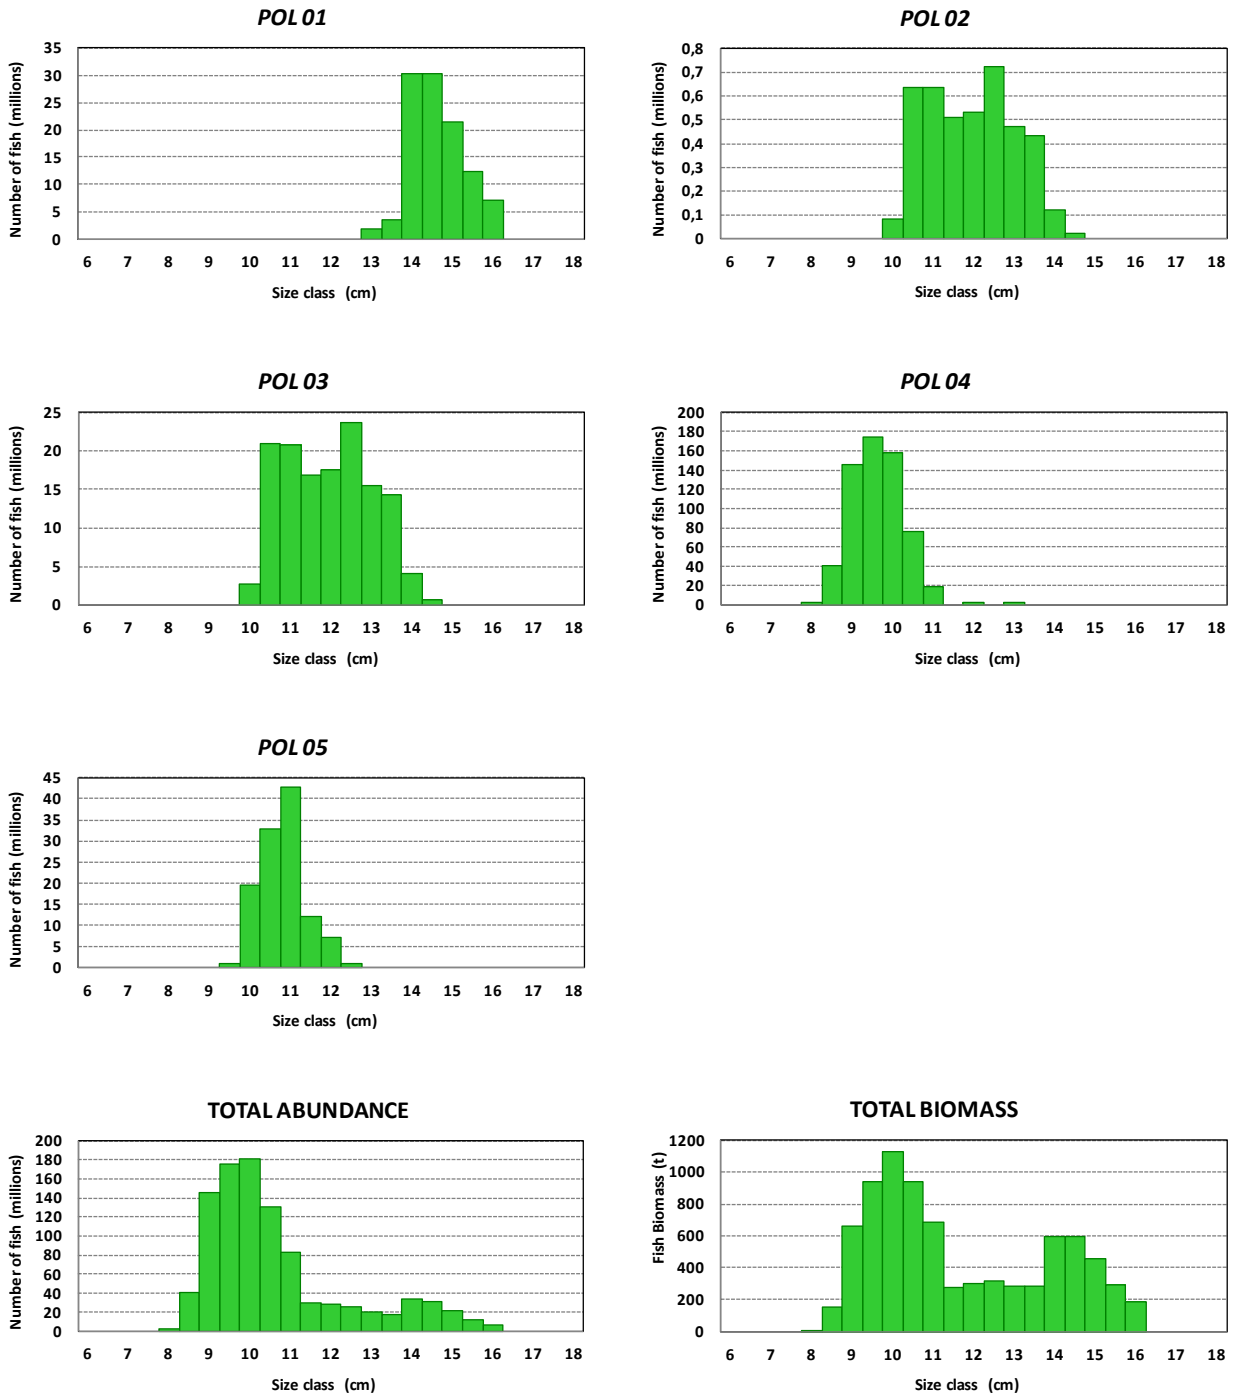 POL 01
Number of fish (millions)
35
30
25
20
15
10
5
0
6 7 8 9 10 11 12 13 14 15 16 17 18
Size class (cm)
POL 02
Number of fish (millions)
0,8
0,7
0,6
0,5
0,4
0,3
0,2
0,1
0
6 7 8 9 10 11 12 13 14 15 16 17 18
Size class (cm)
POL 03
Number of fish (millions)
25
20
15
10
5
0
6 7 8 9 10 11 12 13 14 15 16 17 18
Size class (cm)
POL 04
Number of fish (millions)
200
180
160
140
120
100
80
60
40
20
0
6 7 8 9 10 11 12 13 14 15 16 17 18
Size class (cm)
POL 05
Number of fish (millions)
45
40
35
30
25
20
15
10
5
0
6 7 8 9 10 11 12 13 14 15 16 17 18
Size class (cm)
TOTAL ABUNDANCE
Number of fish (millions)
200
180
160
140
120
100
80
60
40
20
0
6 7 8 9 10 11 12 13 14 15 16 17 18
Size class (cm)
TOTAL BIOMASS
Fish Biomass (t)
1200
1000
800
600
400
200
0
6 7 8 9 10 11 12 13 14 15 16 17 18
Size class (cm)